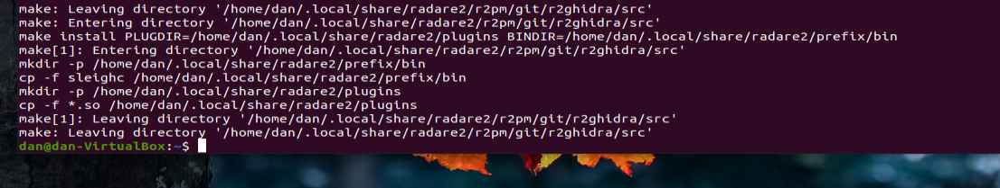 make: Leaving directory '/home/dan/.local/share/radare2/r2pm/git/r2ghidra/src'
make: Entering directory '/home/dan/.local/share/radare2/r2pm/git/r2ghidra/src'
make install PLUGDIR=/home/dan/.local/share/radare2/plugins BINDIR=/home/dan/.local/share/radare2/prefix/bin
make[1]: Entering directory '/home/dan/.local/share/radare2/r2pm/git/r2ghidra/src'
mkdir -p /home/dan/.local/share/radare2/prefix/bin
cp -f sleighc /home/dan/.local/share/radare2/prefix/bin
mkdir -p /home/dan/.local/share/radare2/plugins
cp -f *.so /home/dan/.local/share/radare2/plugins
make[1]: Leaving directory '/home/dan/.local/share/radare2/r2pm/git/r2ghidra/src'
make: Leaving directory '/home/dan/.local/share/radare2/r2pm/git/r2ghidra/src'
dan@dan-VirtualBox:~$